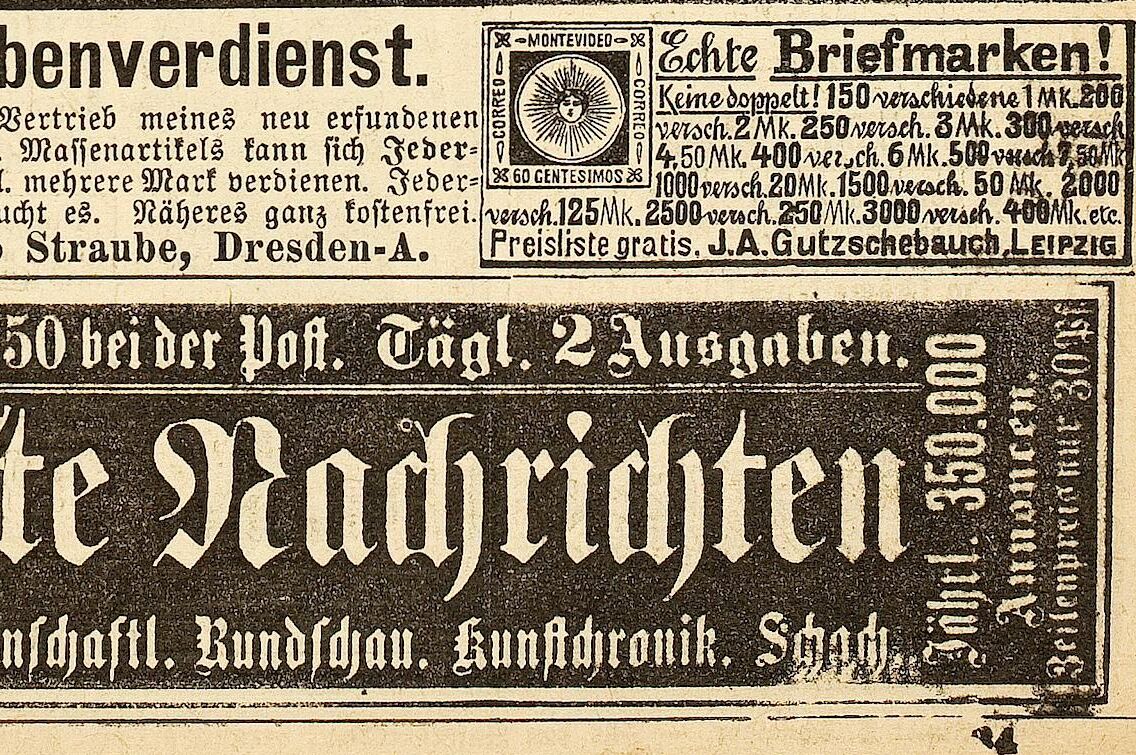 benverdienst.
Vertrieb meines neu erfundenen
. Massenartikels kann sich Jeder-
l. mehrere Mark verdienen. Jeder-
ucht es. Näheres ganz kostenfrei.
Straube, Dresden-A.
MONTEVIDEO
CORREO
CORREO
60 CENTESIMOS
Echte Briefmarken!
Keine doppelt! 150 verschiedene 1 Mk. 200
versch. 2 Mk. 250 versch. 3 Mk. 300 versch
4,50 Mk. 400 versch. 6 Mk. 500 versch 7,50 Mk
1000 versch. 20 Mk. 1500 versch. 50 Mk. 2000
versch. 125 Mk. 2500 versch. 250 Mk. 3000 versch. 400 Mk. etc.
Preisliste gratis. J. A. Gutzschebauch, LEIPZIG
50 bei der Post. Tägl. 2 Ausgaben.
te Nachrichten
nschaftl. Rundschau. Kunstchronik. Schach
Jährl. 350.000
Annoncen.
Zeilenpreis nur 30 Pf